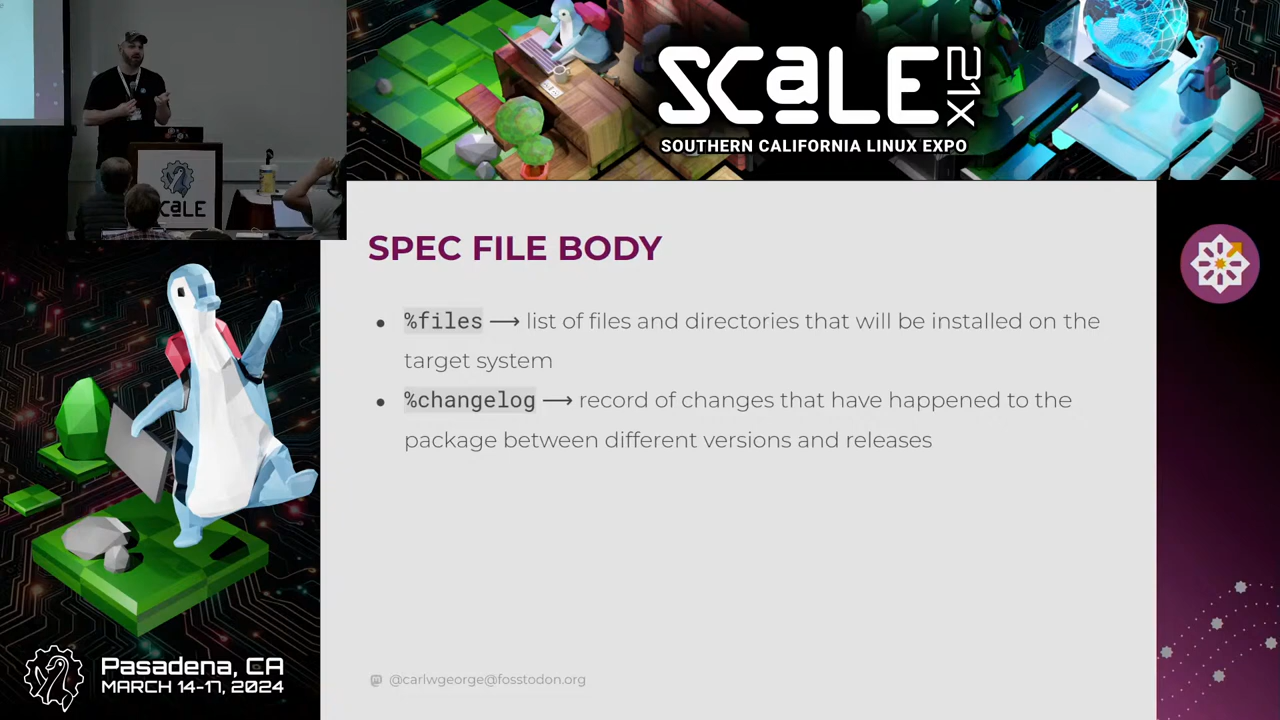 SCaLE 21x
SOUTHERN CALIFORNIA LINUX EXPO
SCaLE
SPEC FILE BODY
● %files ⟶ list of files and directories that will be installed on the
target system
● %changelog ⟶ record of changes that have happened to the
package between different versions and releases
@carlwgeorge@fosstodon.org
Pasadena, CA
MARCH 14-17, 2024